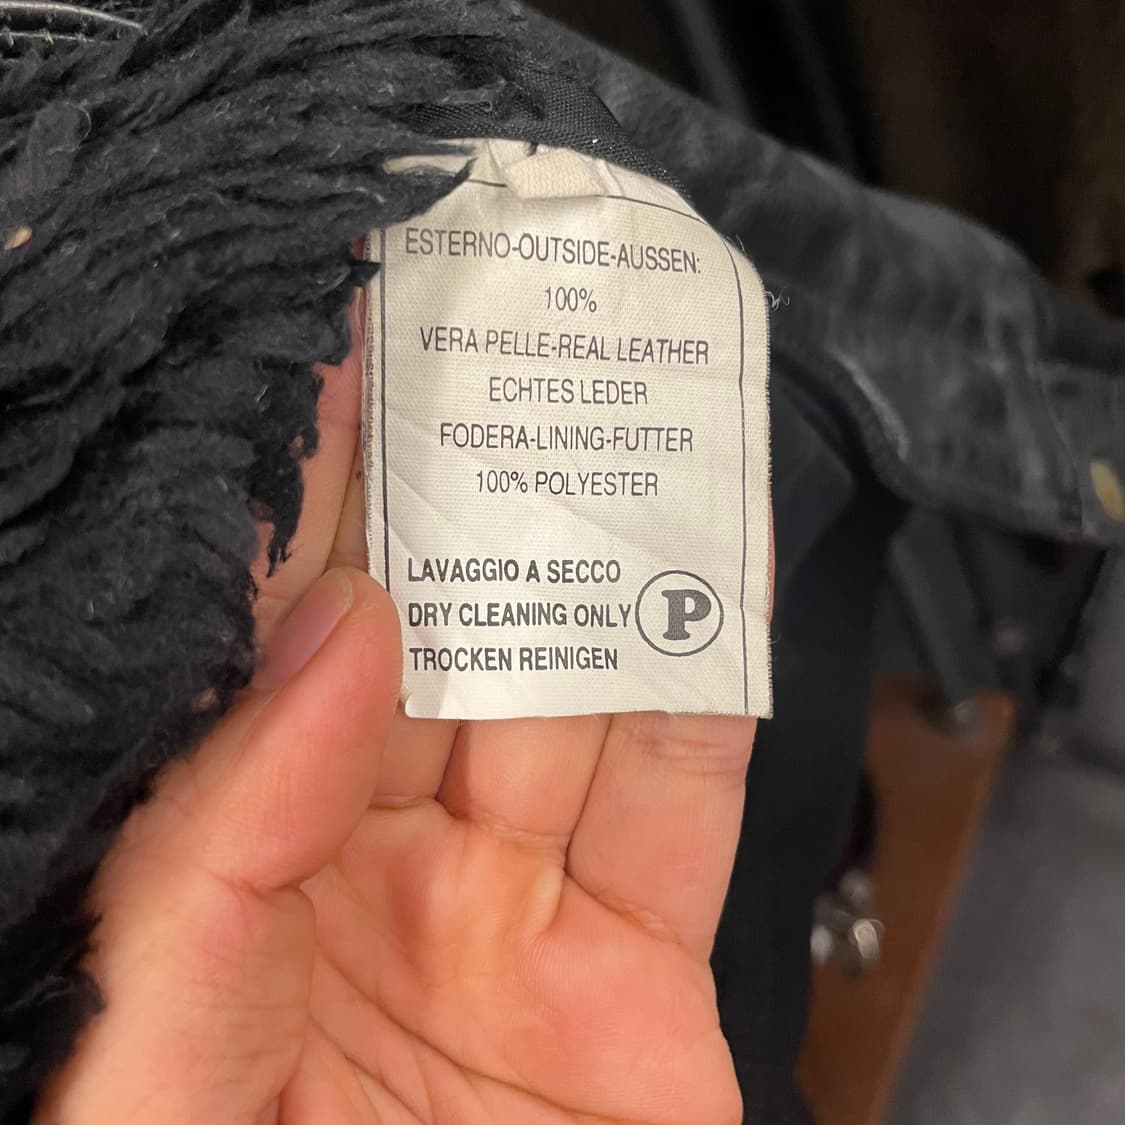 ESTERNO-OUTSIDE-AUSSEN:
100%
VERA PELLE-REAL LEATHER
ECHTES LEDER
FODERA-LINING-FUTTER
100% POLYESTER
LAVAGGIO A SECCO
DRY CLEANING ONLY P
TROCKEN REINIGEN